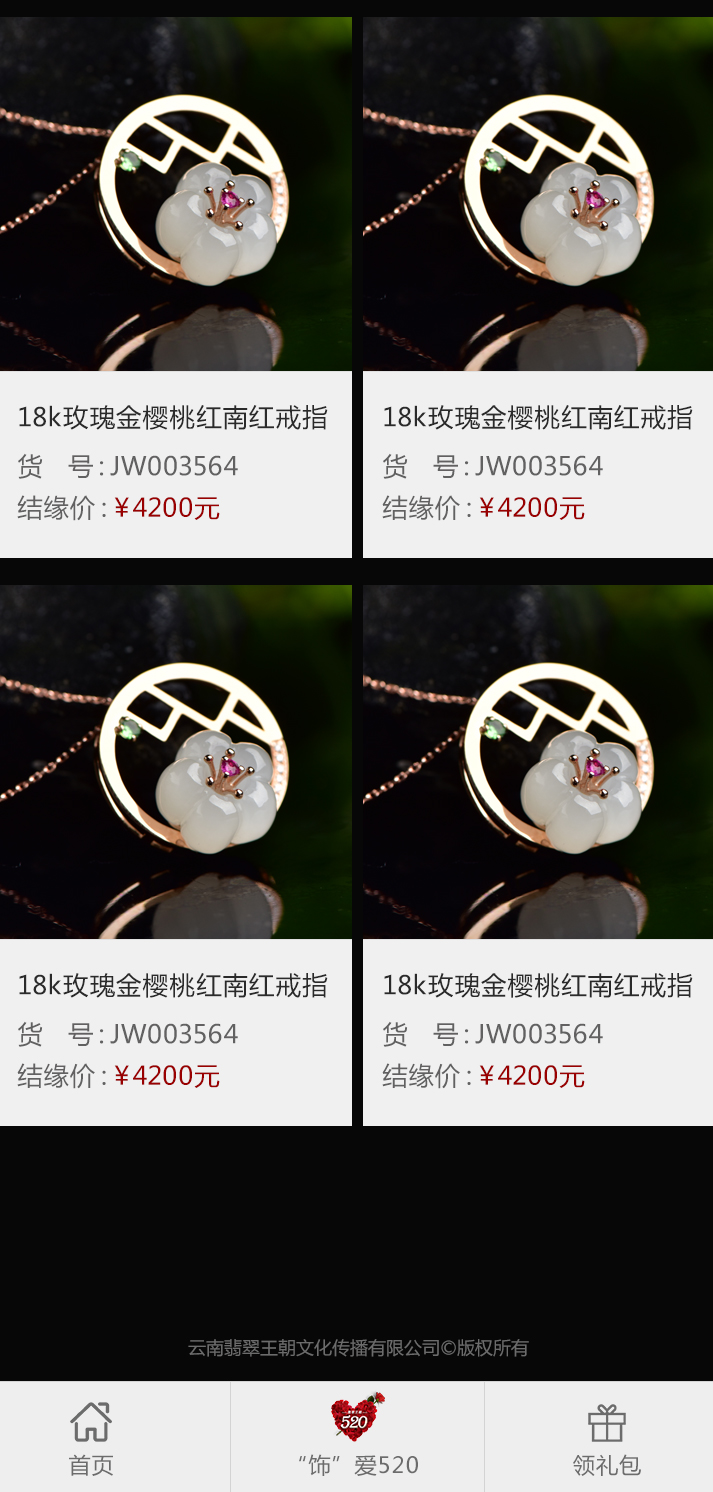 18k玫瑰金樱桃红南红戒指
货 号 : JW003564
结缘价 : ¥4200元
18k玫瑰金樱桃红南红戒指
货 号 : JW003564
结缘价 : ¥4200元
18k玫瑰金樱桃红南红戒指
货 号 : JW003564
结缘价 : ¥4200元
18k玫瑰金樱桃红南红戒指
货 号 : JW003564
结缘价 : ¥4200元
云南翡翠王朝文化传播有限公司©版权所有
520
首页
“饰”爱520
领礼包